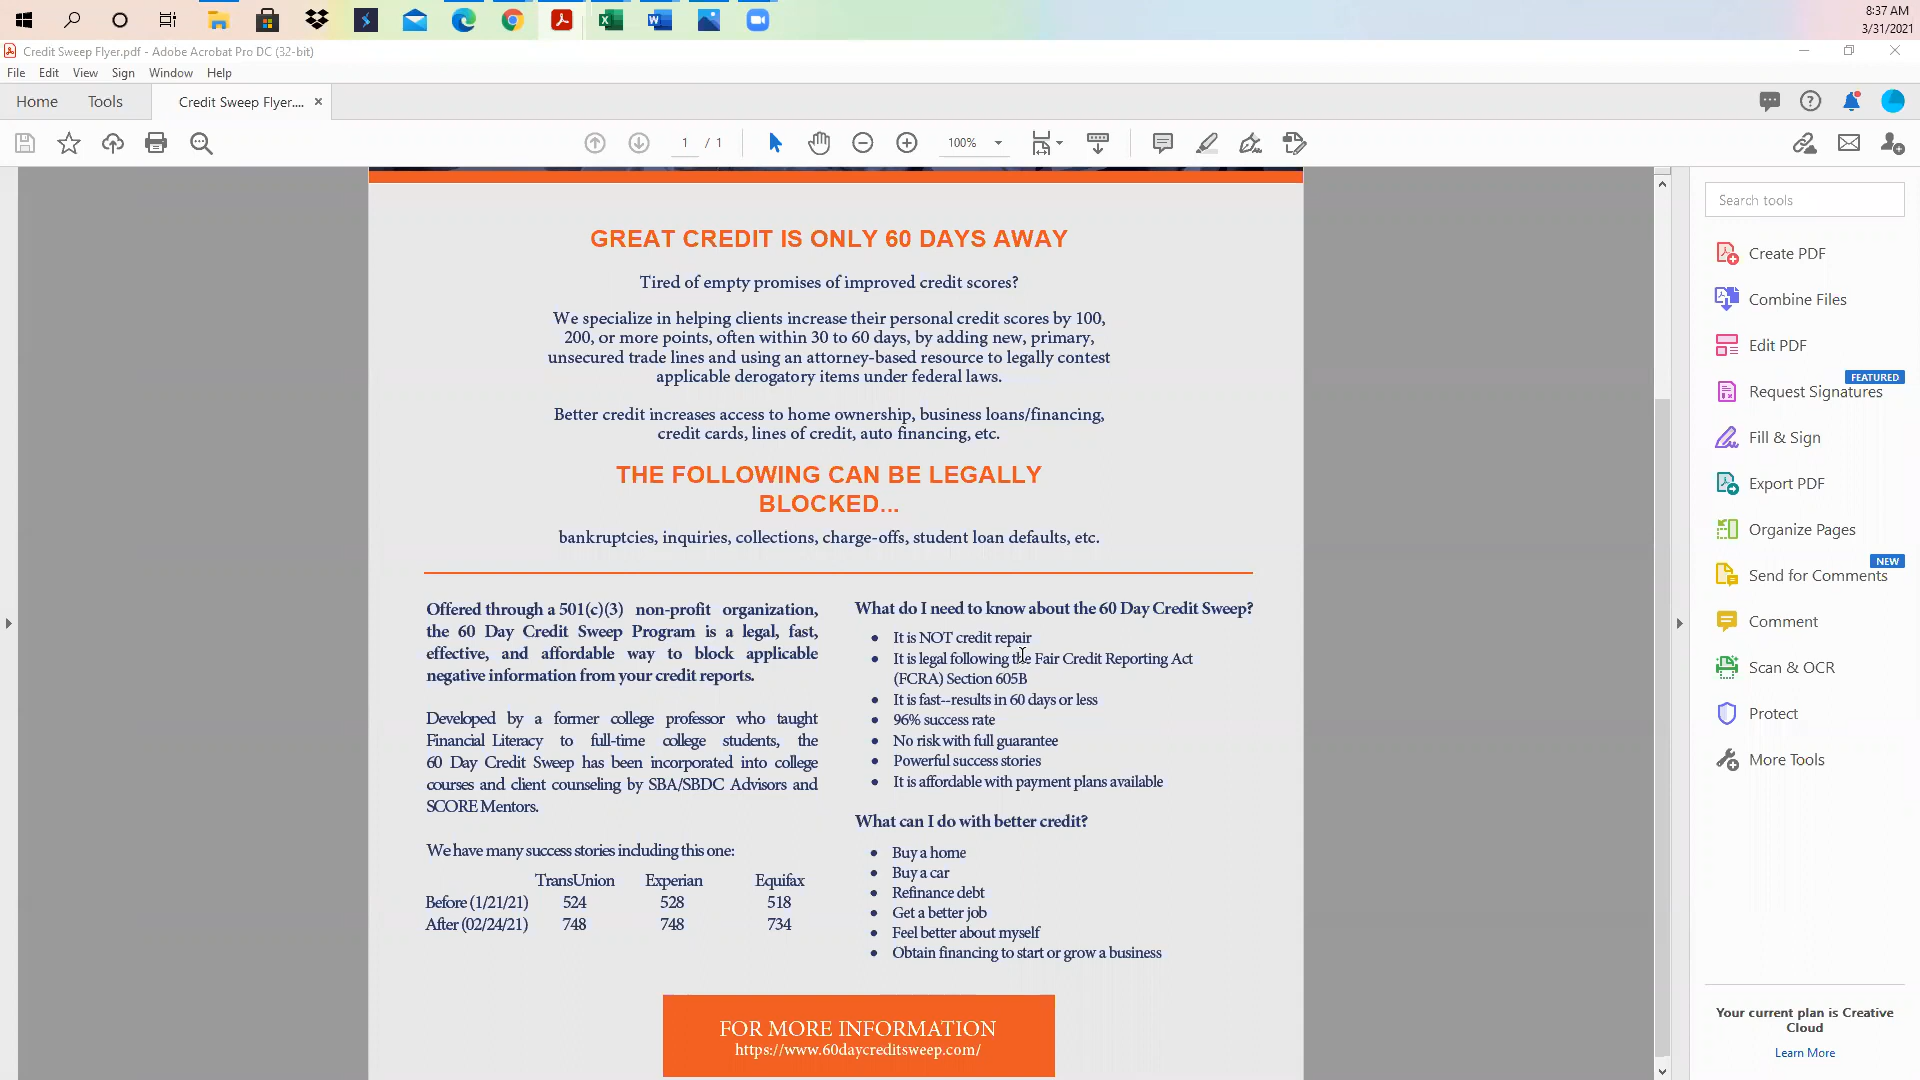 8:37 AM
3/31/2021
Credit Sweep Flyer.pdf - Adobe Acrobat Pro DC (32-bit)
File Edit View Sign Window Help
Home Tools Credit Sweep Flyer.... ×
1 / 1 100%
Search tools
Create PDF
Combine Files
Edit PDF
FEATURED
Request Signatures
Fill & Sign
Export PDF
Organize Pages
NEW
Send for Comments
Comment
Scan & OCR
Protect
More Tools
Your current plan is Creative
Cloud
Learn More
GREAT CREDIT IS ONLY 60 DAYS AWAY
Tired of empty promises of improved credit scores?
We specialize in helping clients increase their personal credit scores by 100,
200, or more points, often within 30 to 60 days, by adding new, primary,
unsecured trade lines and using an attorney-based resource to legally contest
applicable derogatory items under federal laws.
Better credit increases access to home ownership, business loans/financing,
credit cards, lines of credit, auto financing, etc.
THE FOLLOWING CAN BE LEGALLY
BLOCKED...
bankruptcies, inquiries, collections, charge-offs, student loan defaults, etc.
Offered through a 501(c)(3) non-profit organization,
the 60 Day Credit Sweep Program is a legal, fast,
effective, and affordable way to block applicable
negative information from your credit reports.
Developed by a former college professor who taught
Financial Literacy to full-time college students, the
60 Day Credit Sweep has been incorporated into college
courses and client counseling by SBA/SBDC Advisors and
SCORE Mentors.
We have many success stories including this one:
TransUnion Experian Equifax
Before (1/21/21) 524 528 518
After (02/24/21) 748 748 734
What do I need to know about the 60 Day Credit Sweep?
• It is NOT credit repair
• It is legal following the Fair Credit Reporting Act
(FCRA) Section 605B
• It is fast--results in 60 days or less
• 96% success rate
• No risk with full guarantee
• Powerful success stories
• It is affordable with payment plans available
What can I do with better credit?
• Buy a home
• Buy a car
• Refinance debt
• Get a better job
• Feel better about myself
• Obtain financing to start or grow a business
FOR MORE INFORMATION
https://www.60daycreditsweep.com/